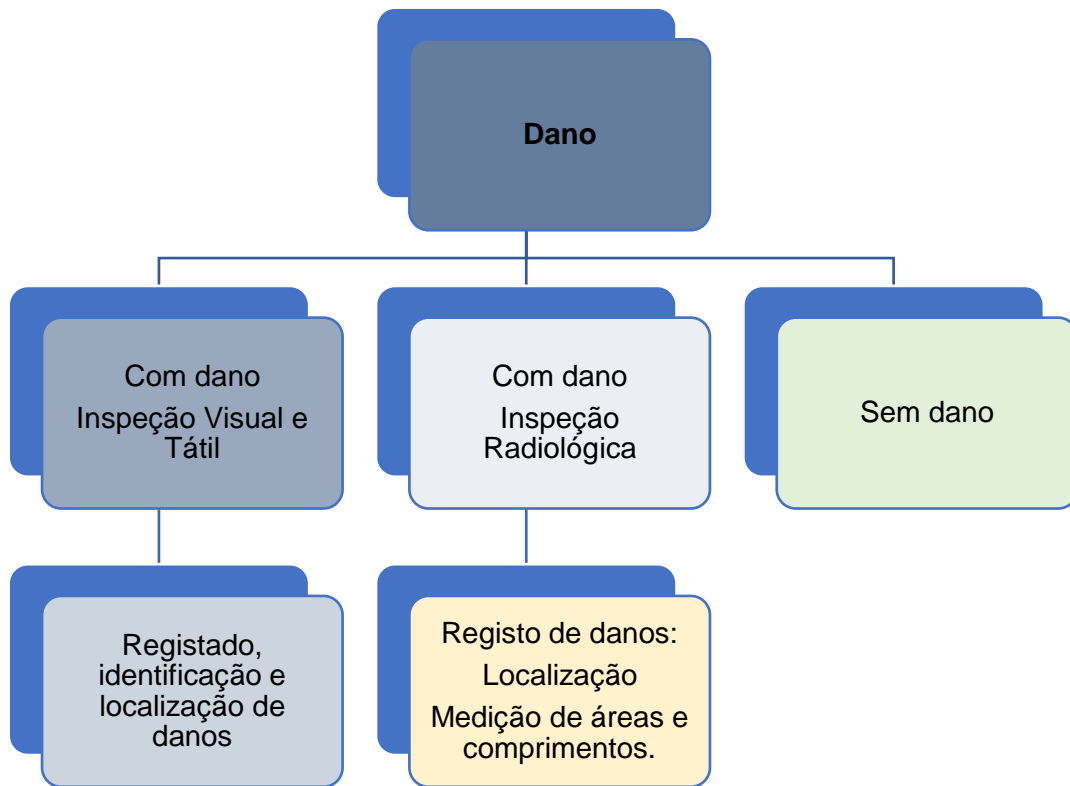 Dano
Com dano
Inspeção Visual e
Tátil
Com dano
Inspeção
Radiológica
Sem dano
Registado,
identificação e
localização de
danos
Registo de danos:
Localização
Medição de áreas e
comprimentos.